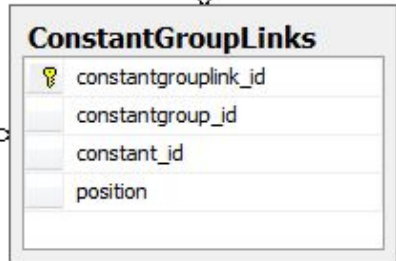 ConstantGroupLinks
constantgrouplink_id
constantgroup_id
constant_id
position